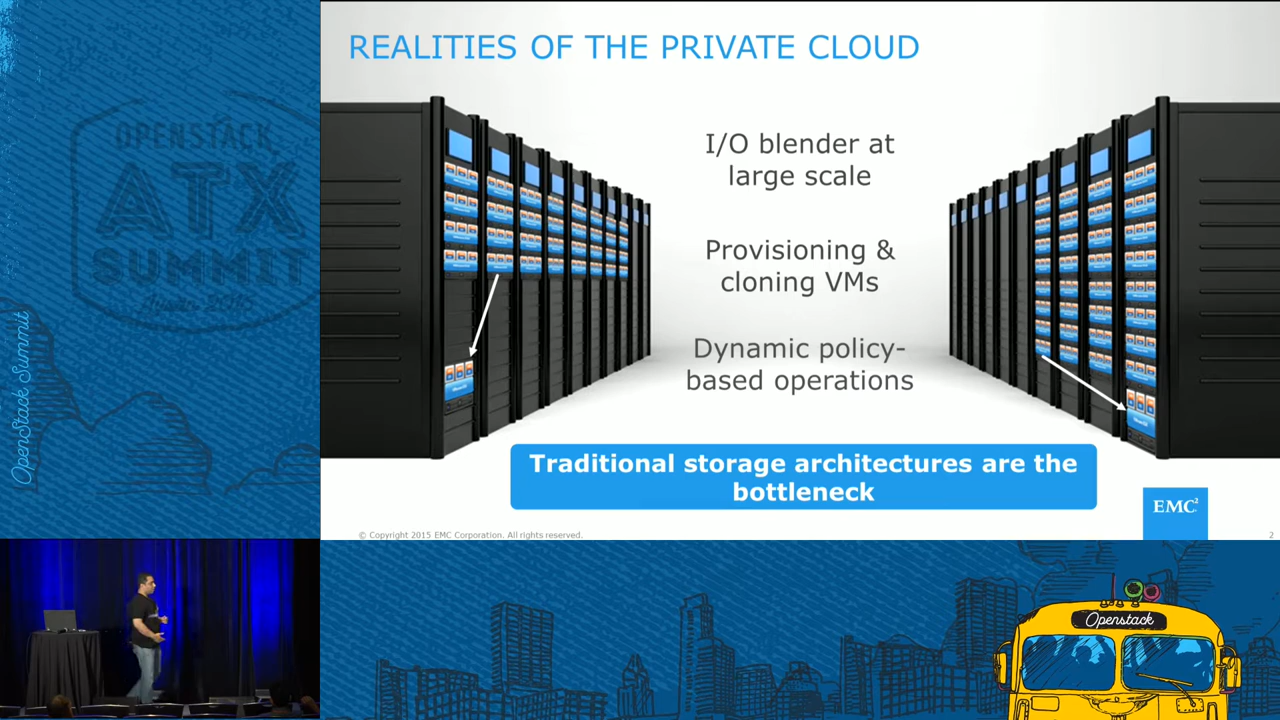 REALITIES OF THE PRIVATE CLOUD
I/O blender at
large scale
Provisioning &
cloning VMs
Dynamic policy-
based operations
Traditional storage architectures are the
bottleneck
EMC²
© Copyright 2015 EMC Corporation. All rights reserved.
2
OPENSTACK
ATX
SUMMIT
OpenStack Summit
Openstack